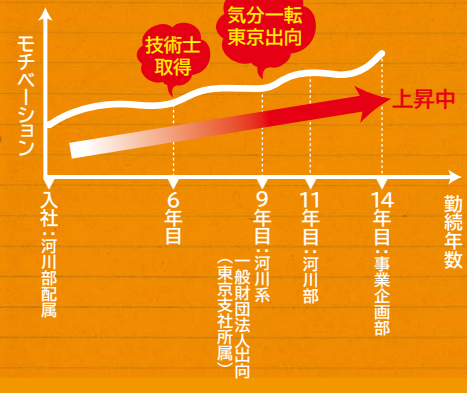 気分一転
東京出向
技術士
取得
モチベーション
上昇中
入社：河川部配属
6年目
9年目：河川系
一般財団法人出向
（東京支社所属）
11年目：河川部
14年目：事業企画部
勤続年数